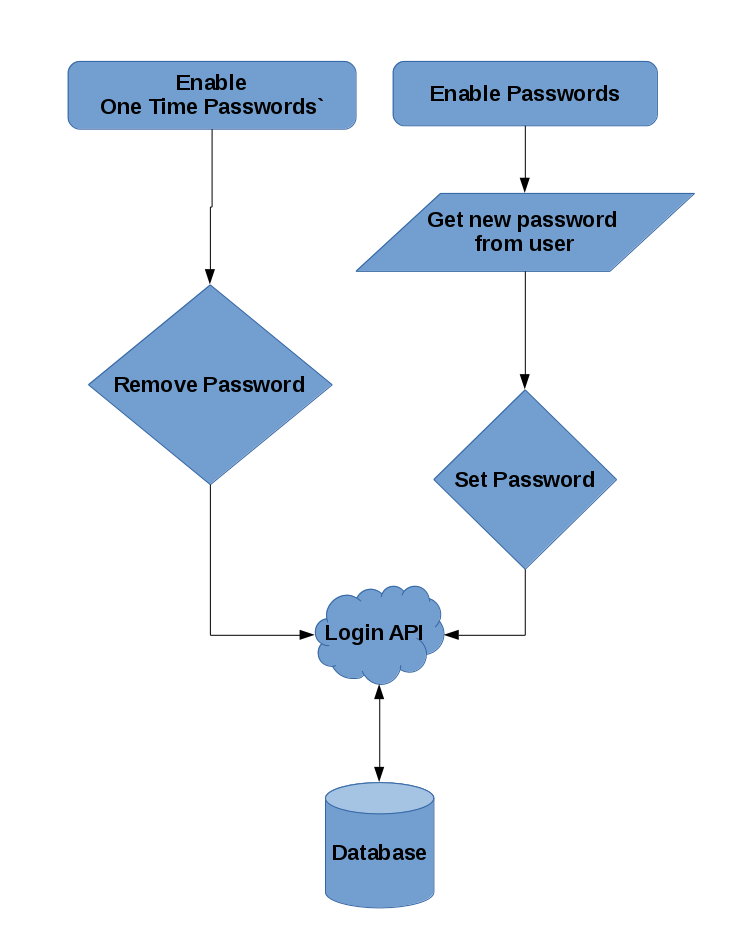 Enable
One Time Passwords`
Enable Passwords
Get new password
from user
Remove Password
Set Password
Login API
Database